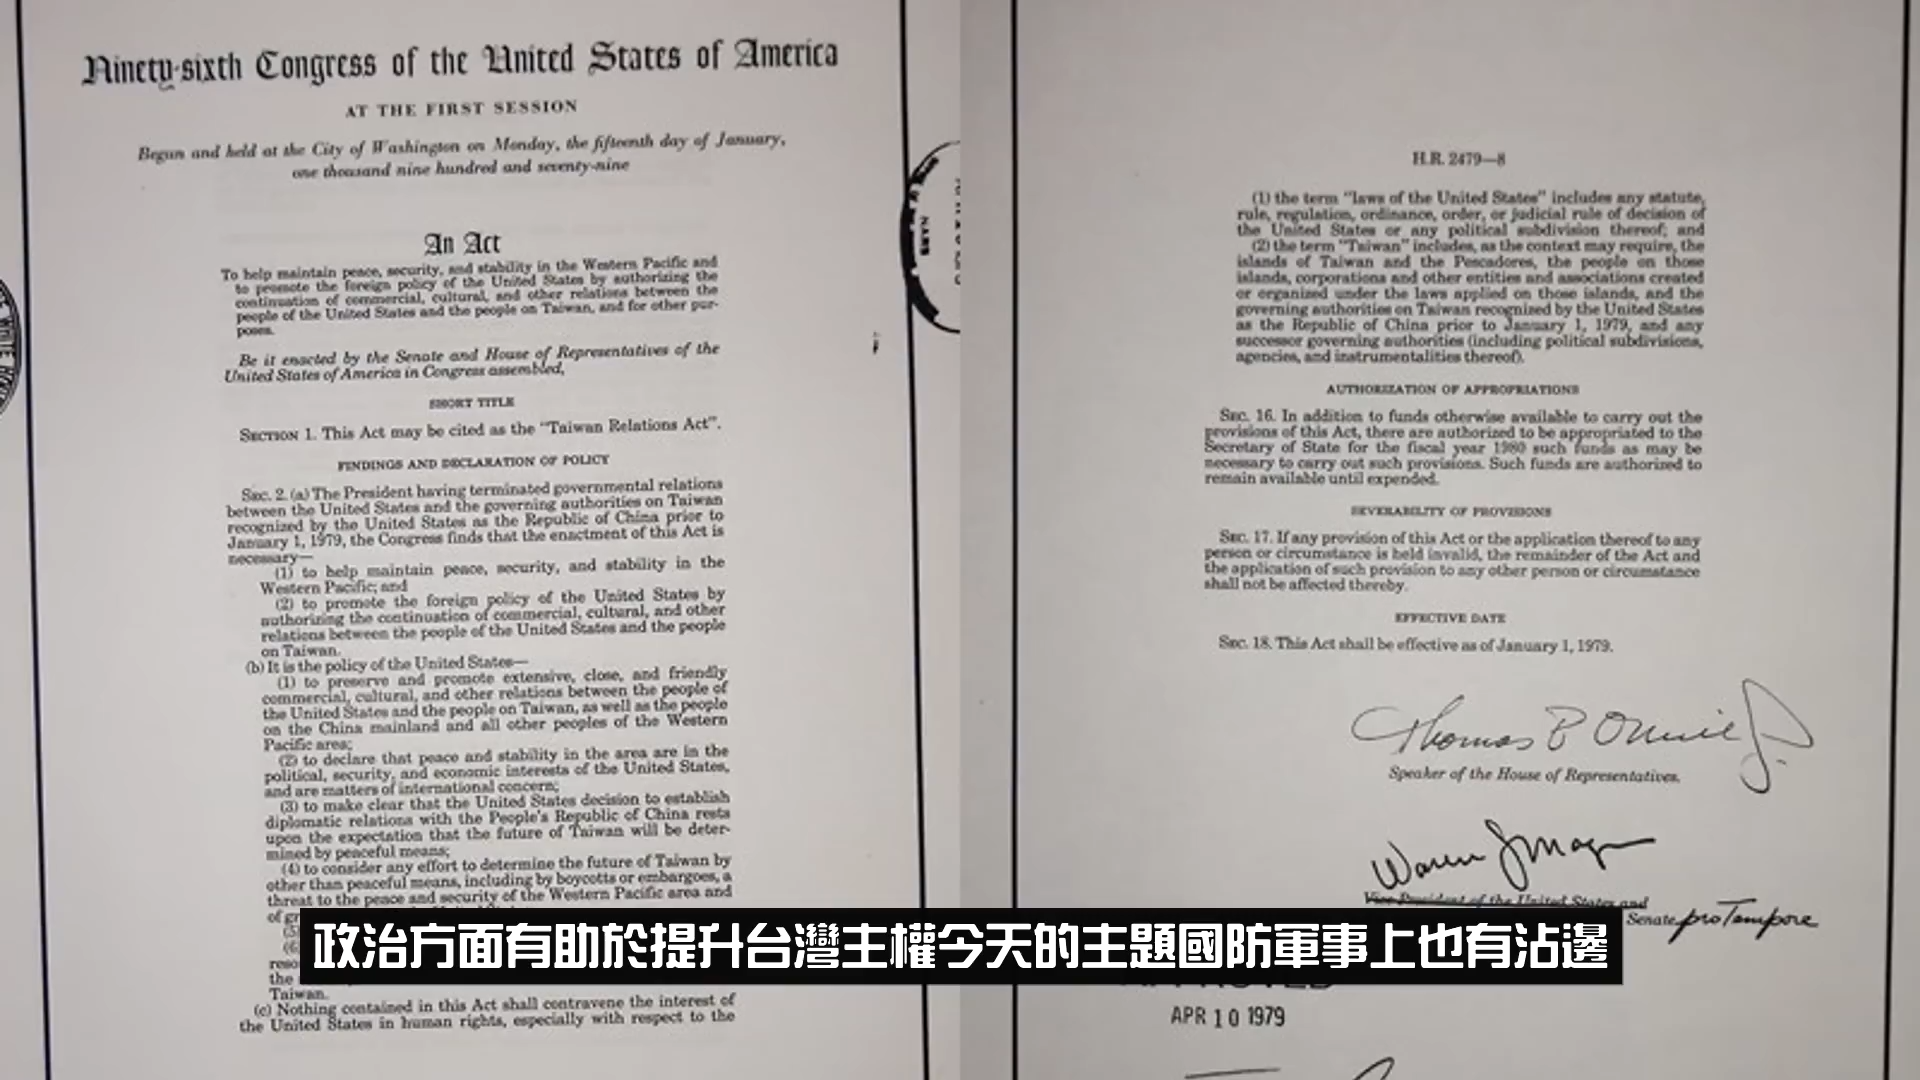 Ninety-sixth Congress of the United States of America
AT THE FIRST SESSION
Begun and held at the City of Washington on Monday, the fifteenth day of January,
one thousand nine hundred and seventy-nine
An Act
To help maintain peace, security, and stability in the Western Pacific and
to promote the foreign policy of the United States by authorizing the
continuation of commercial, cultural, and other relations between the
people of the United States and the people on Taiwan, and for other pur-
poses.
Be it enacted by the Senate and House of Representatives of the
United States of America in Congress assembled,
SHORT TITLE
SECTION 1. This Act may be cited as the "Taiwan Relations Act".
FINDINGS AND DECLARATION OF POLICY
SEC. 2. (a) The President having terminated governmental relations
between the United States and the governing authorities on Taiwan
recognized by the United States as the Republic of China prior to
January 1, 1979, the Congress finds that the enactment of this Act is
necessary—
(1) to help maintain peace, security, and stability in the
Western Pacific; and
(2) to promote the foreign policy of the United States by
authorizing the continuation of commercial, cultural, and other
relations between the people of the United States and the people
on Taiwan.
(b) It is the policy of the United States—
(1) to preserve and promote extensive, close, and friendly
commercial, cultural, and other relations between the people of
the United States and the people on Taiwan, as well as the people
on the China mainland and all other peoples of the Western
Pacific area;
(2) to declare that peace and stability in the area are in the
political, security, and economic interests of the United States,
and are matters of international concern;
(3) to make clear that the United States decision to establish
diplomatic relations with the People's Republic of China rests
upon the expectation that the future of Taiwan will be deter-
mined by peaceful means;
(4) to consider any effort to determine the future of Taiwan by
other than peaceful means, including by boycotts or embargoes, a
threat to the peace and security of the Western Pacific area and
of
the
Taiwan.
(c) Nothing contained in this Act shall contravene the interest of
the United States in human rights, especially with respect to the
H.R. 2479—8
(1) the term "laws of the United States" includes any statute,
rule, regulation, ordinance, order, or judicial rule of decision of
the United States or any political subdivision thereof; and
(2) the term "Taiwan" includes, as the context may require, the
islands of Taiwan and the Pescadores, the people on those
islands, corporations and other entities and associations created
or organized under the laws applied on those islands, and the
governing authorities on Taiwan recognized by the United States
as the Republic of China prior to January 1, 1979, and any
successor governing authorities (including political subdivisions,
agencies, and instrumentalities thereof).
AUTHORIZATION OF APPROPRIATIONS
SEC. 16. In addition to funds otherwise available to carry out the
provisions of this Act, there are authorized to be appropriated to the
Secretary of State for the fiscal year 1980 such funds as may be
necessary to carry out such provisions. Such funds are authorized to
remain available until expended.
SEVERABILITY OF PROVISIONS
SEC. 17. If any provision of this Act or the application thereof to any
person or circumstance is held invalid, the remainder of the Act and
the application of such provision to any other person or circumstance
shall not be affected thereby.
EFFECTIVE DATE
SEC. 18. This Act shall be effective as of January 1, 1979.
Thomas P O'Neill Jr.
Speaker of the House of Representatives.
Warren G Mag
Vice President of the United States and
Senate pro Tempore
政治方面有助於提升台灣主權今天的主題國防軍事上也有沾邊
APR 10 1979